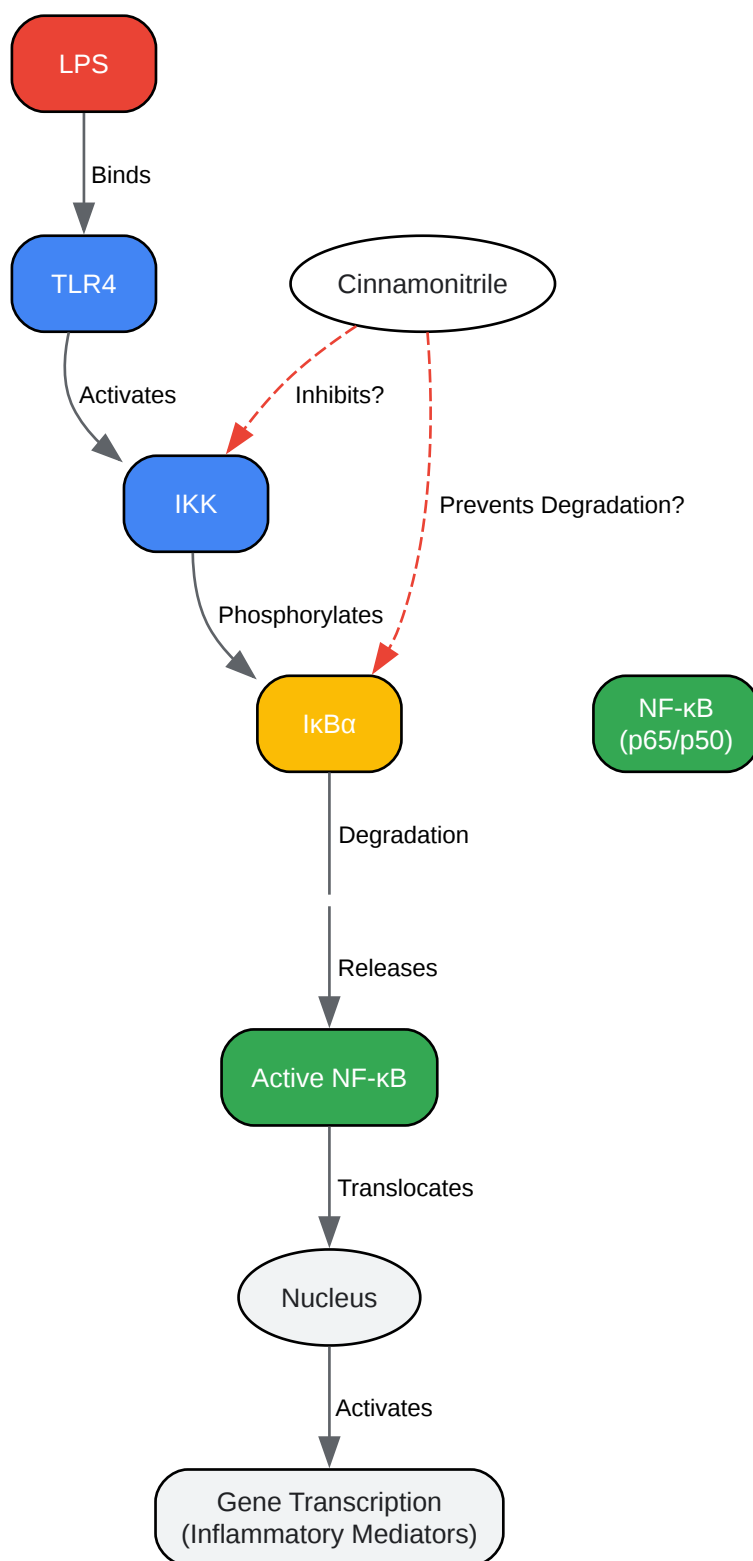 LPS
Binds
TLR4
Cinnamonitrile
Activates
Inhibits?
IKK
Prevents Degradation?
Phosphorylates
IκBα
NF-κB
(p65/p50)
Degradation
Releases
Active NF-κB
Translocates
Nucleus
Activates
Gene Transcription
(Inflammatory Mediators)